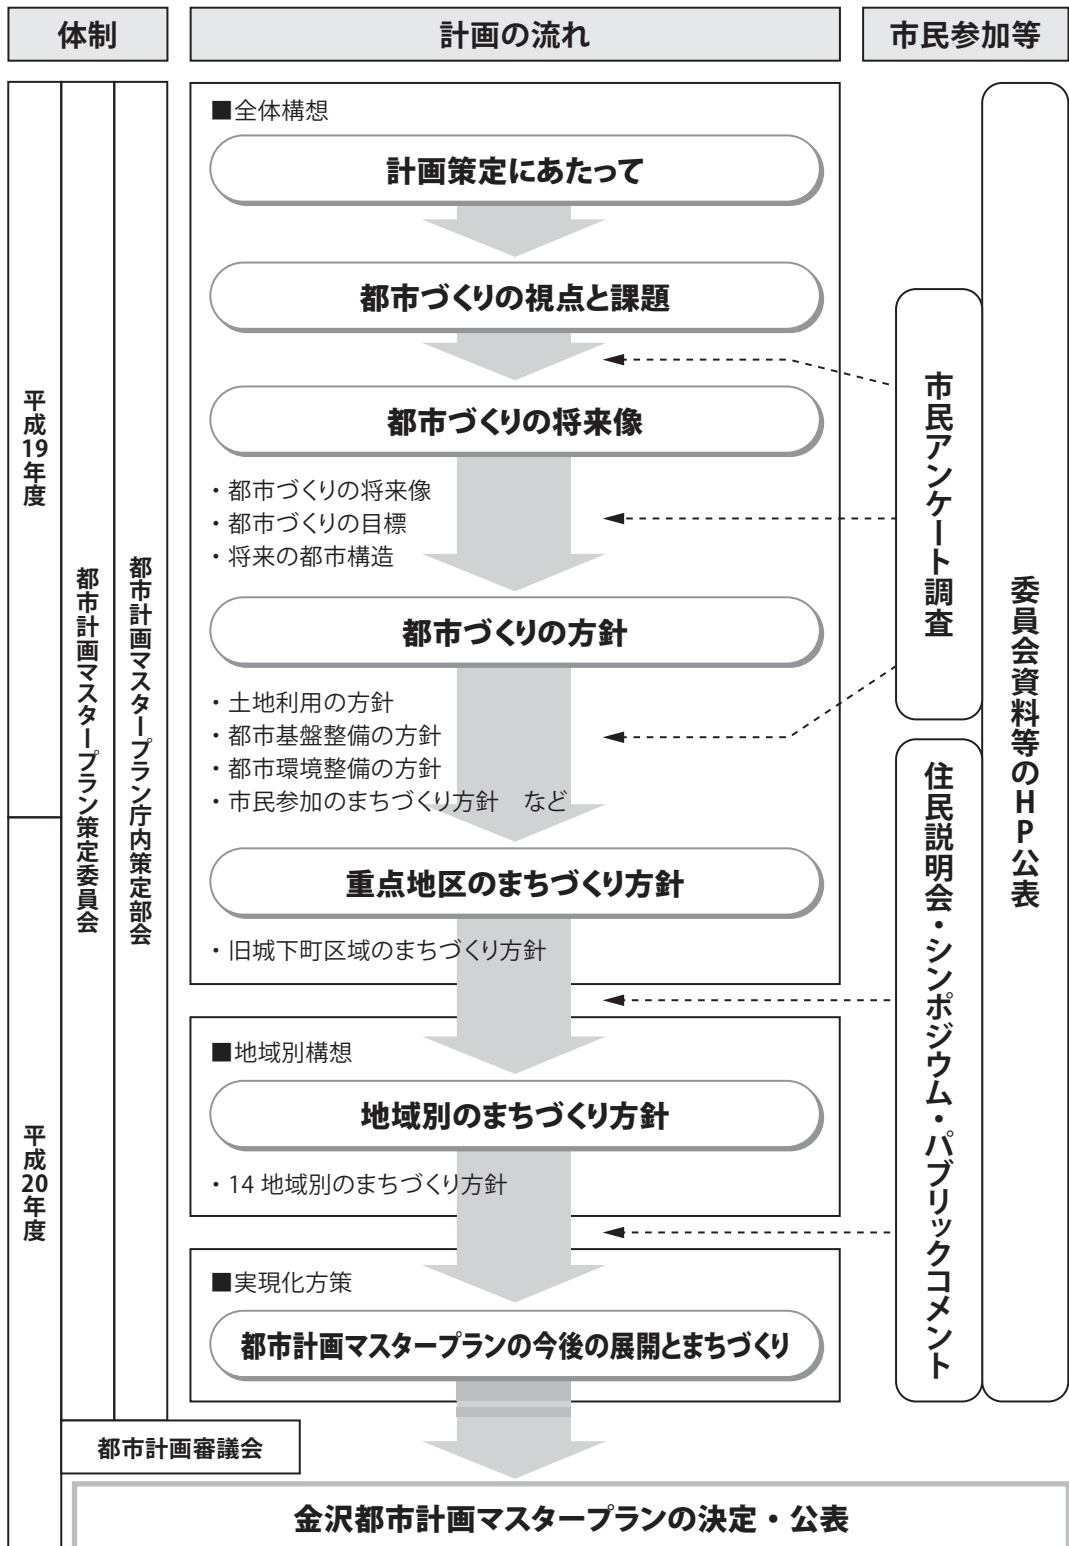 体制
計画の流れ
市民参加等
平成19年度
平成20年度
都市計画マスタープラン策定委員会
都市計画マスタープラン庁内策定部会
■全体構想
計画策定にあたって
都市づくりの視点と課題
都市づくりの将来像
・都市づくりの将来像
・都市づくりの目標
・将来の都市構造
都市づくりの方針
・土地利用の方針
・都市基盤整備の方針
・都市環境整備の方針
・市民参加のまちづくり方針　など
重点地区のまちづくり方針
・旧城下町区域のまちづくり方針
■地域別構想
地域別のまちづくり方針
・14 地域別のまちづくり方針
■実現化方策
都市計画マスタープランの今後の展開とまちづくり
市民アンケート調査
住民説明会・シンポジウム・パブリックコメント
委員会資料等のHP公表
都市計画審議会
金沢都市計画マスタープランの決定・公表